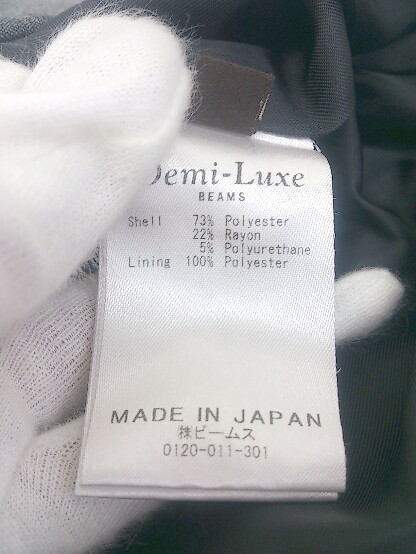 Demi-Luxe
BEAMS
Shell 73% Polyester
22% Rayon
5% Polyurethane
Lining 100% Polyester
MADE IN JAPAN
㈱ビームス
0120-011-301